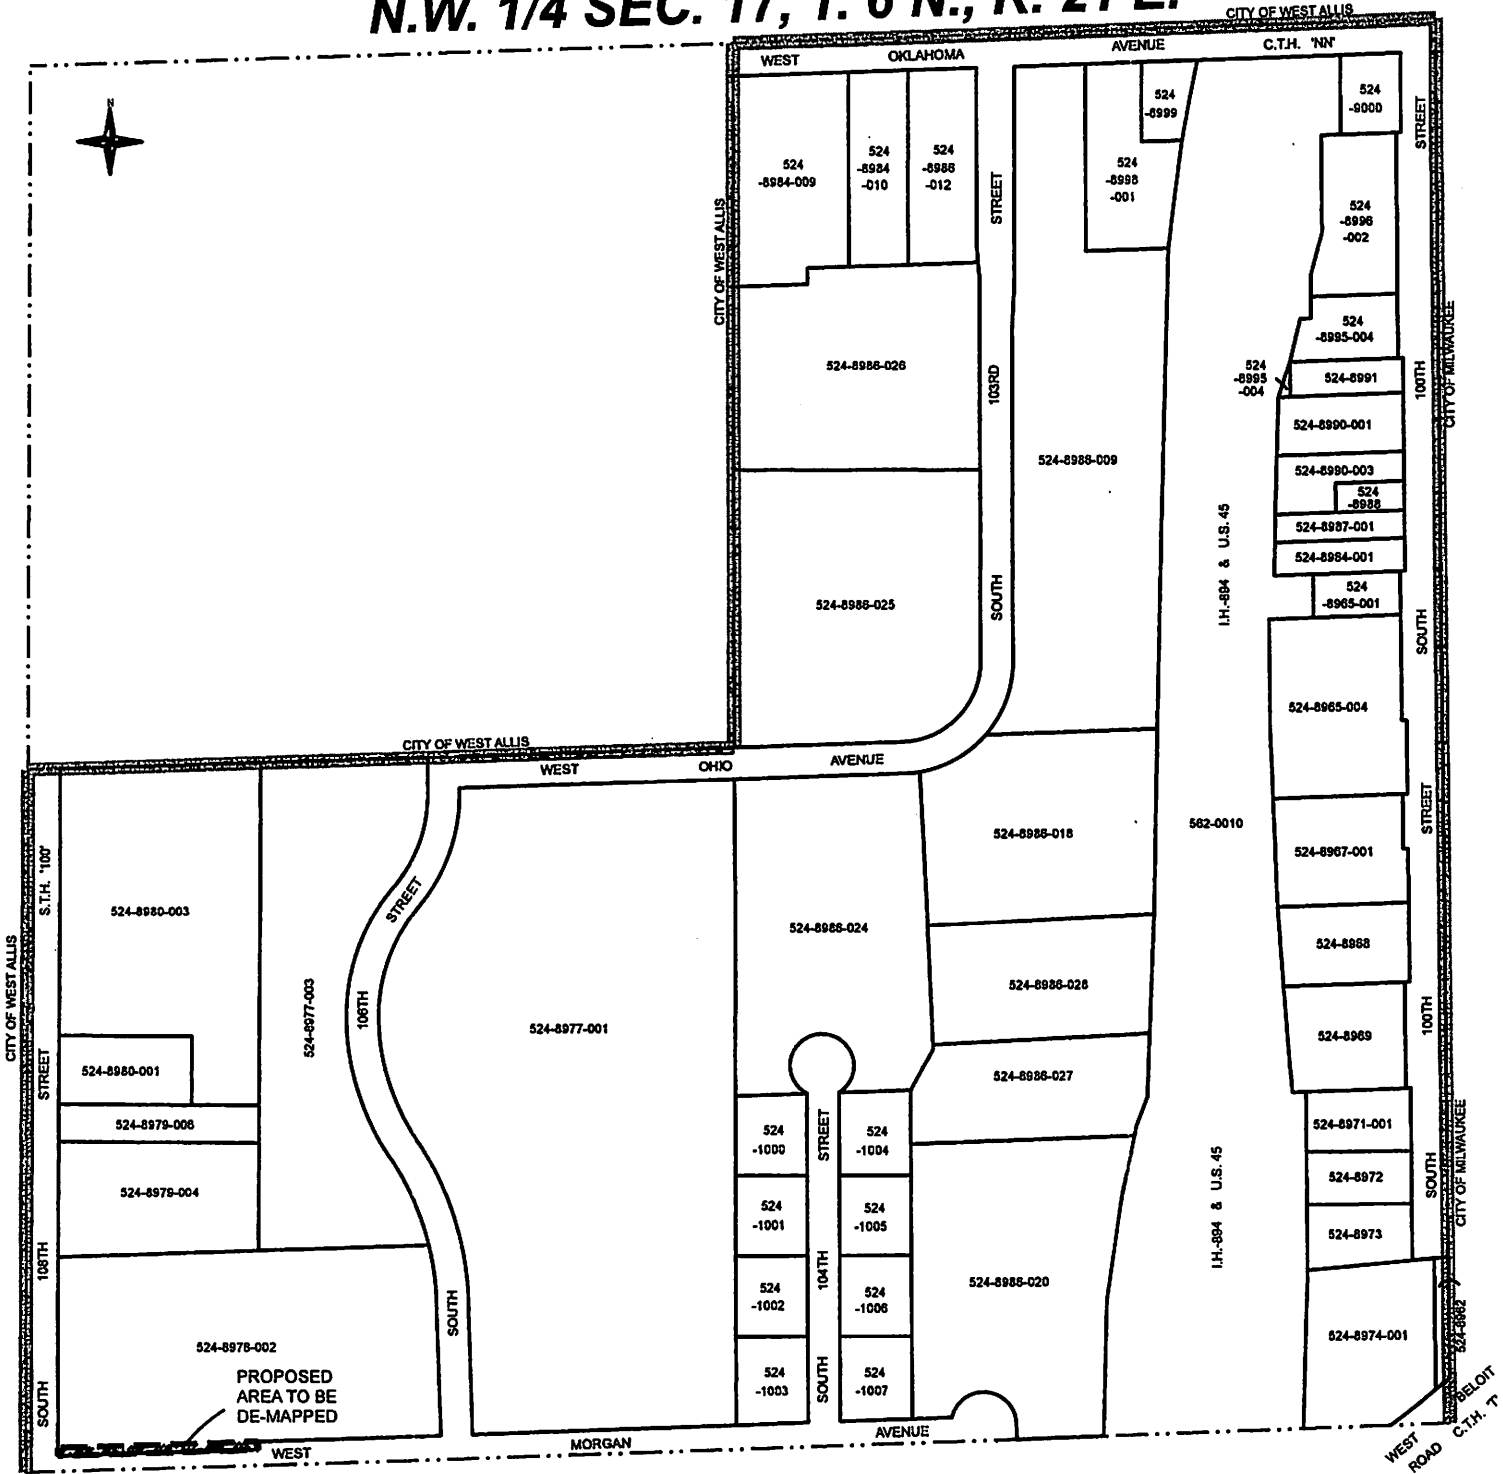 N.W. 1/4 SEC. 17, T. 6 N., R. 21 E.
CITY OF WEST ALLIS
WEST OKLAHOMA AVENUE C.T.H. 'NN'
N
524
-8999
524
-9000
STREET
524
-8984-009
524
-8984
-010
524
-8986
-012
STREET
524
-8998
-001
524
-8996
-002
CITY OF WEST ALLIS
524
-8995-004
CITY OF MILWAUKEE
524-8986-026
103RD
524
-8995
-004
524-8991
100TH
524-8990-001
524-8988-009
524-8990-003
524
-8988
I.H.-894 & U.S. 45
524-8987-001
524-8984-001
524-8986-025
SOUTH
524
-8965-001
SOUTH
524-8965-004
CITY OF WEST ALLIS
WEST OHIO AVENUE
S.T.H. '100'
524-8986-018
562-0010
STREET
524-8967-001
524-8980-003
STREET
524-8986-024
524-8968
CITY OF WEST ALLIS
524-8977-003
106TH
524-8977-001
524-8986-028
100TH
524-8969
STREET
524-8980-001
524-8986-027
524-8979-006
524
-1000
STREET
524
-1004
524-8971-001
CITY OF MILWAUKEE
524-8979-004
524
-1001
524
-1005
I.H.-894 & U.S. 45
524-8972
SOUTH
524-8973
108TH
524
-1002
104TH
524
-1006
524-8986-020
SOUTH
524-8978-002
524-8974-001
524-8962
PROPOSED
AREA TO BE
DE-MAPPED
SOUTH
524
-1003
SOUTH
524
-1007
WEST MORGAN AVENUE
WEST BELOIT
ROAD C.T.H. 'T'